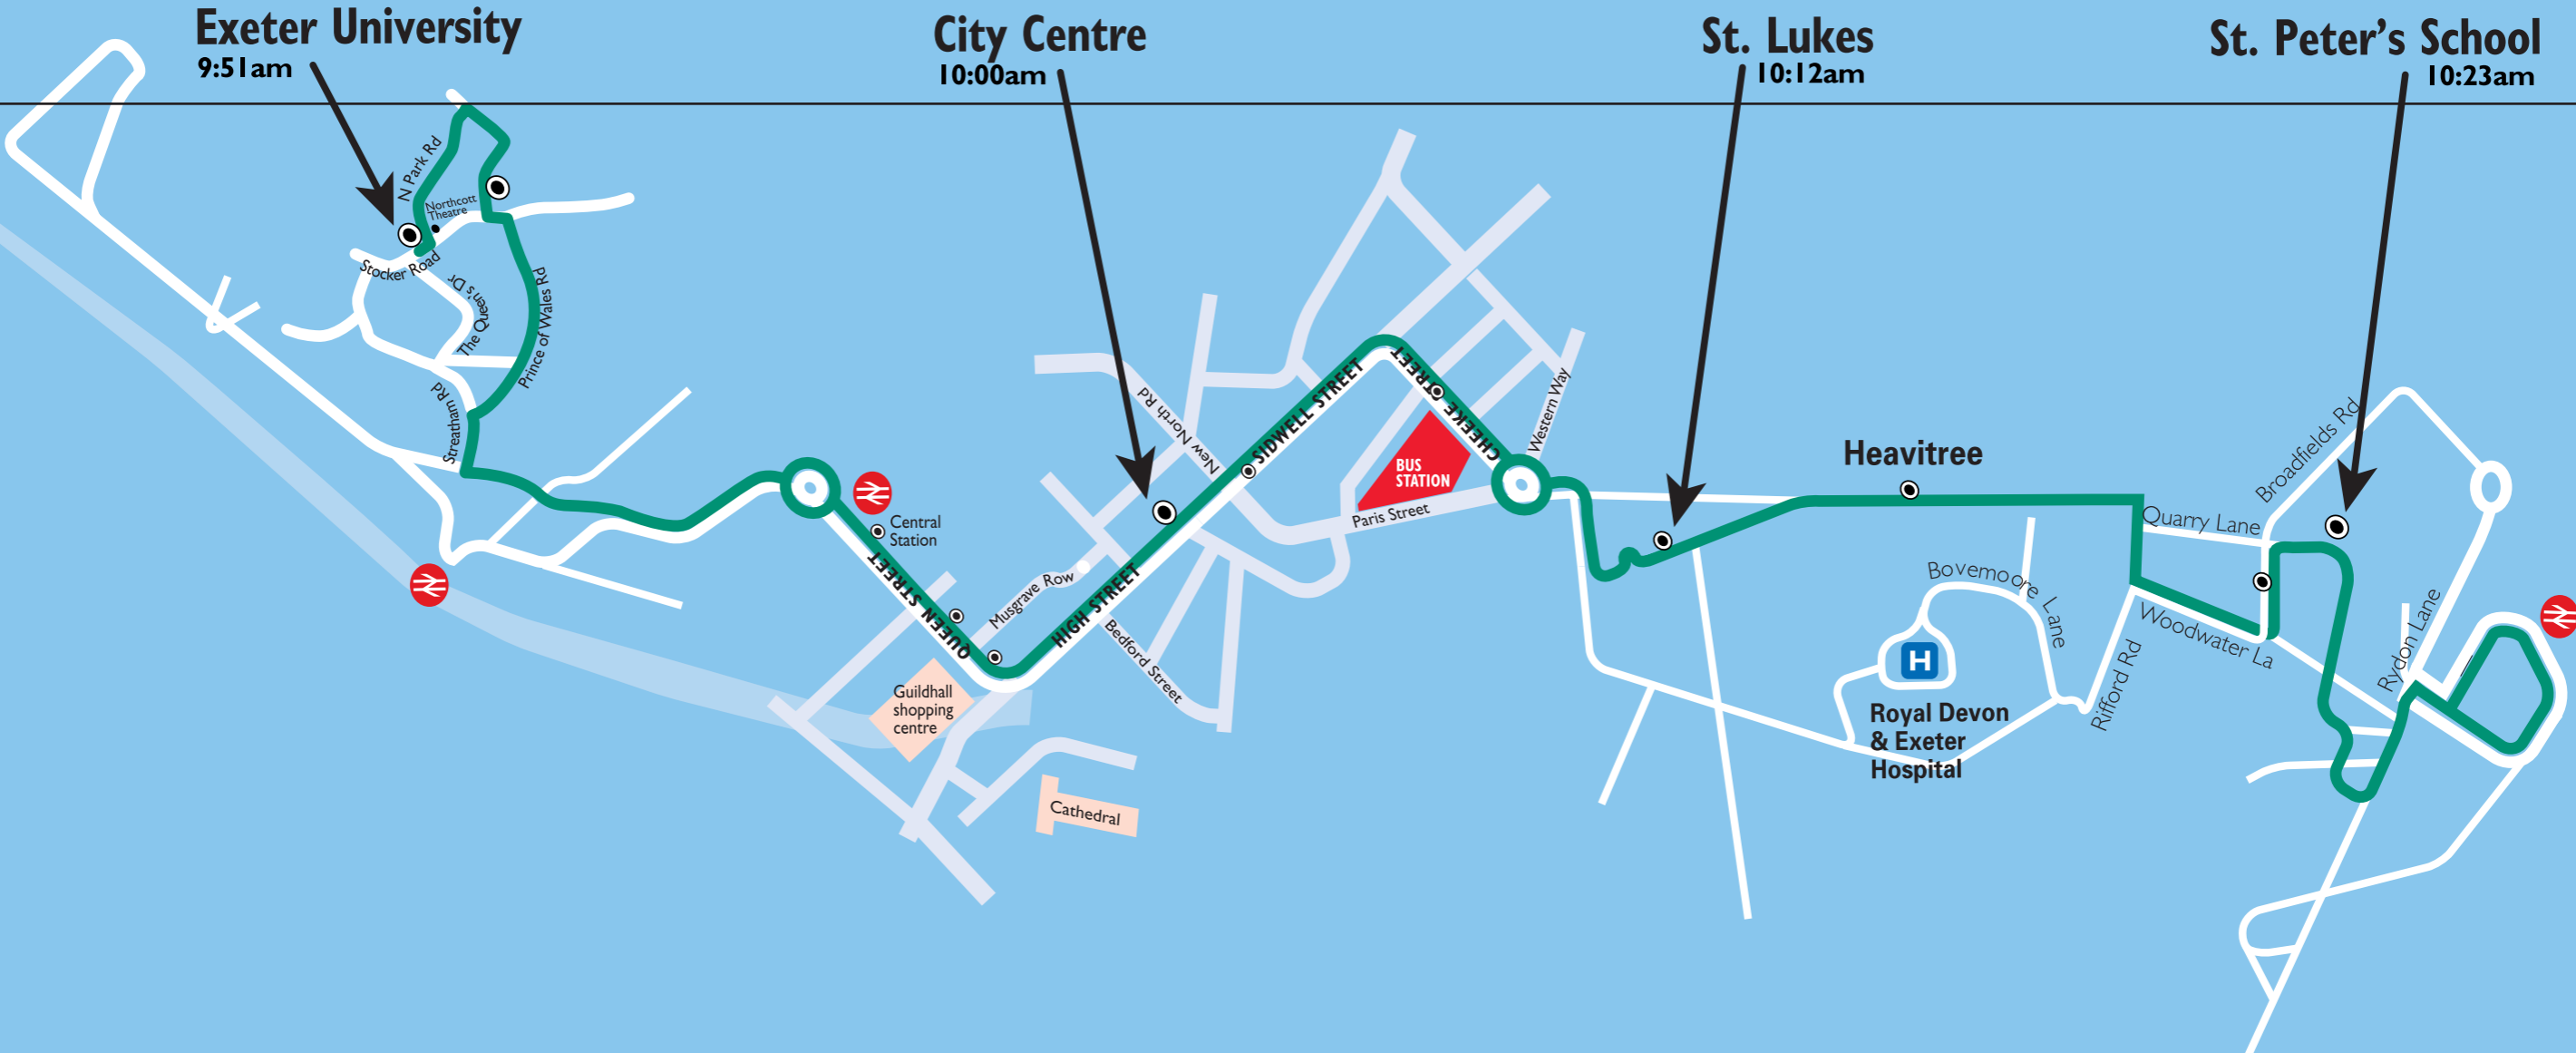 Exeter University
9:51am
City Centre
10:00am
St. Lukes
10:12am
St. Peter's School
10:23am
N Park Rd
Northcott
Theatre
Stocker Road
The Queen's Dr
Prince of Wales Rd
Streatham Rd
Central
Station
QUEEN STREET
Guildhall
shopping
centre
Musgrave Row
HIGH STREET
Bedford Street
Cathedral
New North Rd
SIDWELL STREET
CHEEKE STREET
BUS
STATION
Paris Street
Western Way
Heavitree
Bovemoore Lane
H
Royal Devon
& Exeter
Hospital
Rifford Rd
Quarry Lane
Woodwater La
Broadfields Rd
Rydon Lane